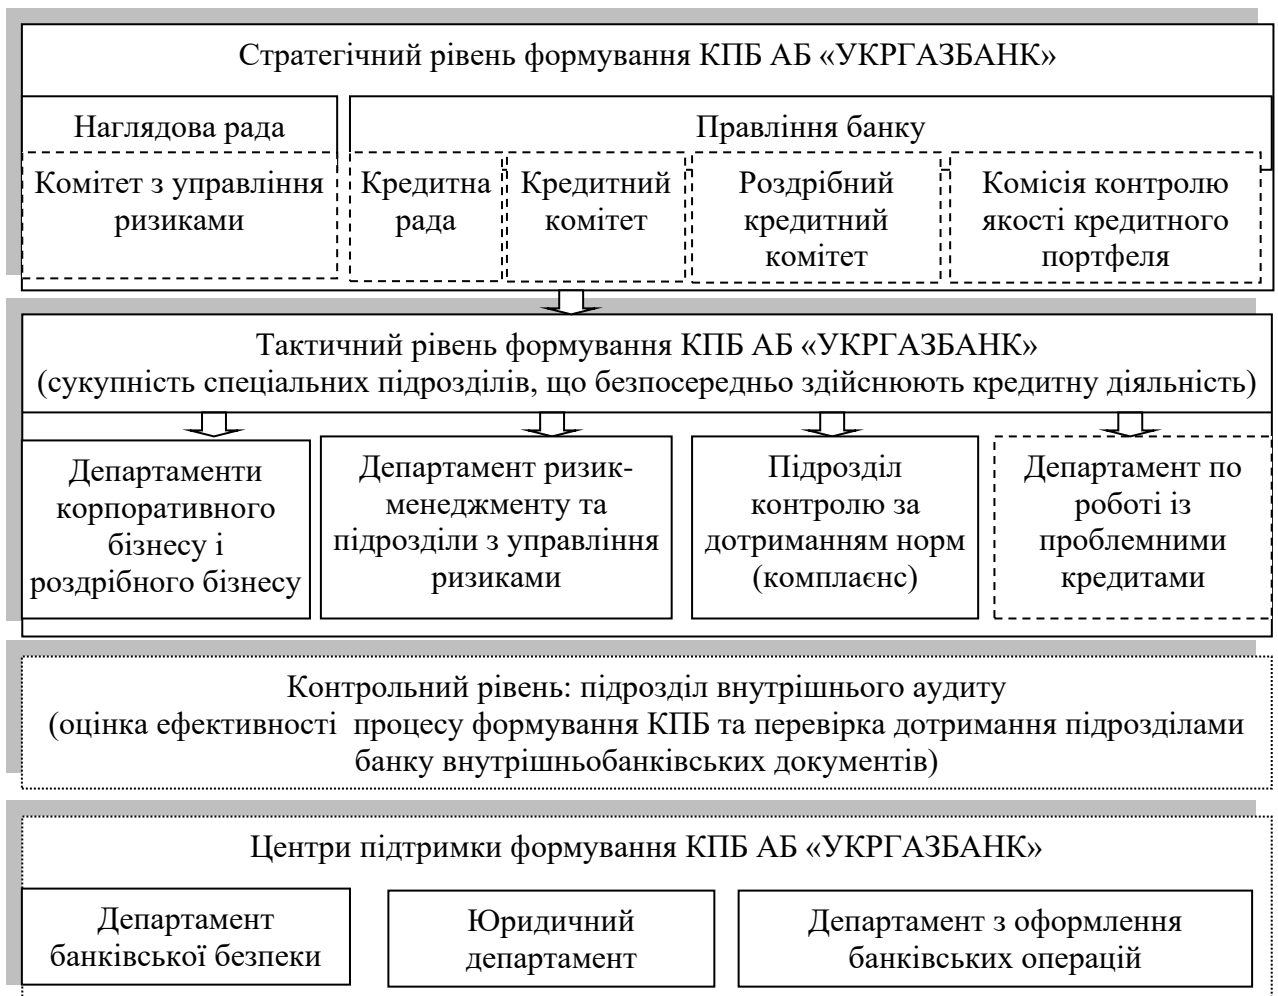 Стратегічний рівень формування КПБ АБ «УКРГАЗБАНК»
Наглядова рада
Правління банку
Комітет з управління
ризиками
Кредитна
рада
Кредитний
комітет
Роздрібний
кредитний
комітет
Комісія контролю
якості кредитного
портфеля
Тактичний рівень формування КПБ АБ «УКРГАЗБАНК»
(сукупність спеціальних підрозділів, що безпосередньо здійснюють кредитну діяльність)
Департаменти
корпоративного
бізнесу і
роздрібного бізнесу
Департамент ризик-
менеджменту та
підрозділи з управління
ризиками
Підрозділ
контролю за
дотриманням норм
(комплаєнс)
Департамент по
роботі із
проблемними
кредитами
Контрольний рівень: підрозділ внутрішнього аудиту
(оцінка ефективності процесу формування КПБ та перевірка дотримання підрозділами
банку внутрішньобанківських документів)
Центри підтримки формування КПБ АБ «УКРГАЗБАНК»
Департамент
банківської безпеки
Юридичний
департамент
Департамент з оформлення
банківських операцій